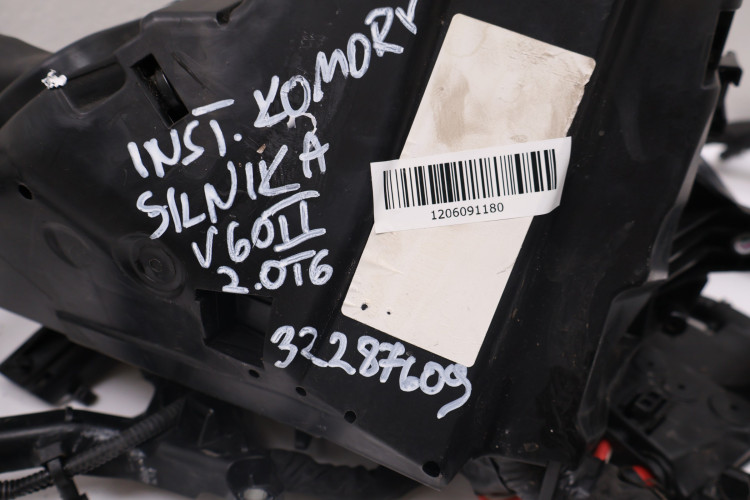 INST. KOMORY
SILNIKA
V60II
2.0T6
32287609
1206091180